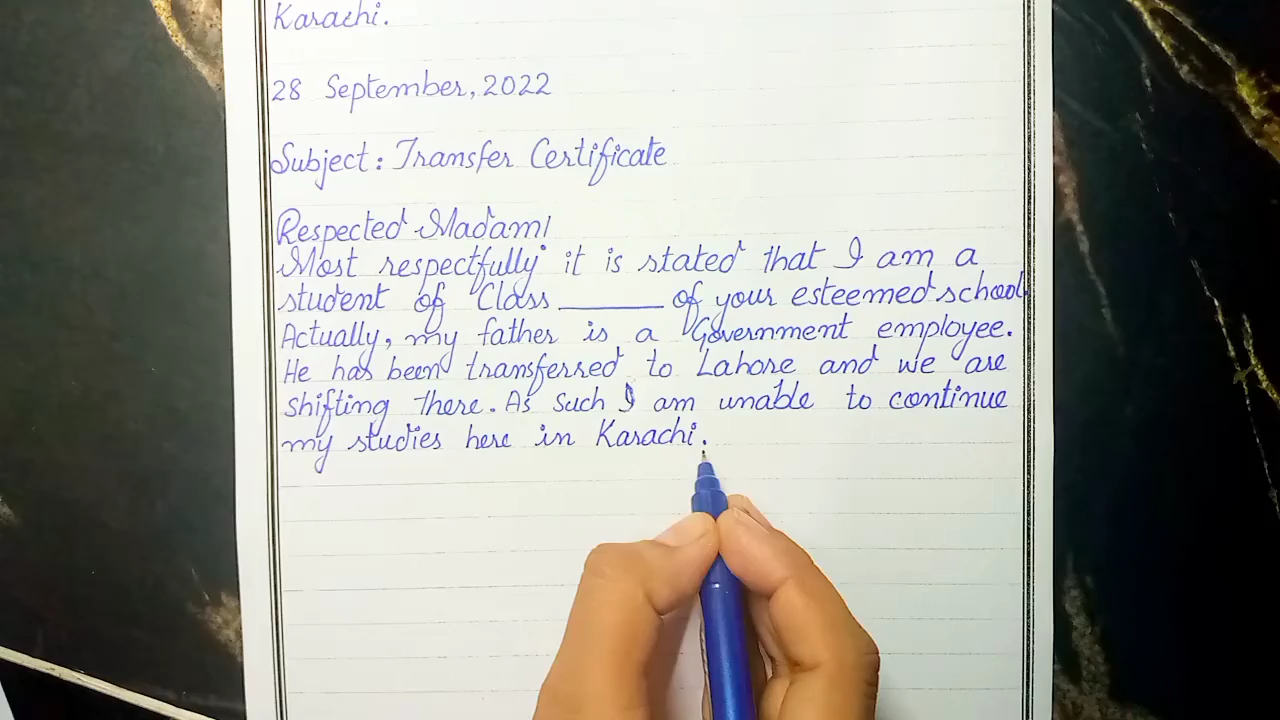 Karachi.
28 September, 2022
Subject: Transfer Certificate
Respected Madam!
Most respectfully it is stated that I am a
student of Class ______ of your esteemed school.
Actually, my father is a Government employee.
He has been transferred to Lahore and we are
shifting there. As such I am unable to continue
my studies here in Karachi.